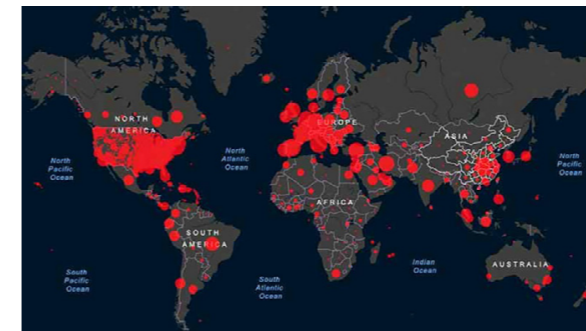 NORTH
AMERICA
EUROPE
ASIA
North
Pacific
Ocean
North
Atlantic
Ocean
North
Pacific
Ocean
AFRICA
SOUTH
AMERICA
Indian
Ocean
AUSTRALIA
South
Pacific
Ocean
South
Atlantic
Ocean